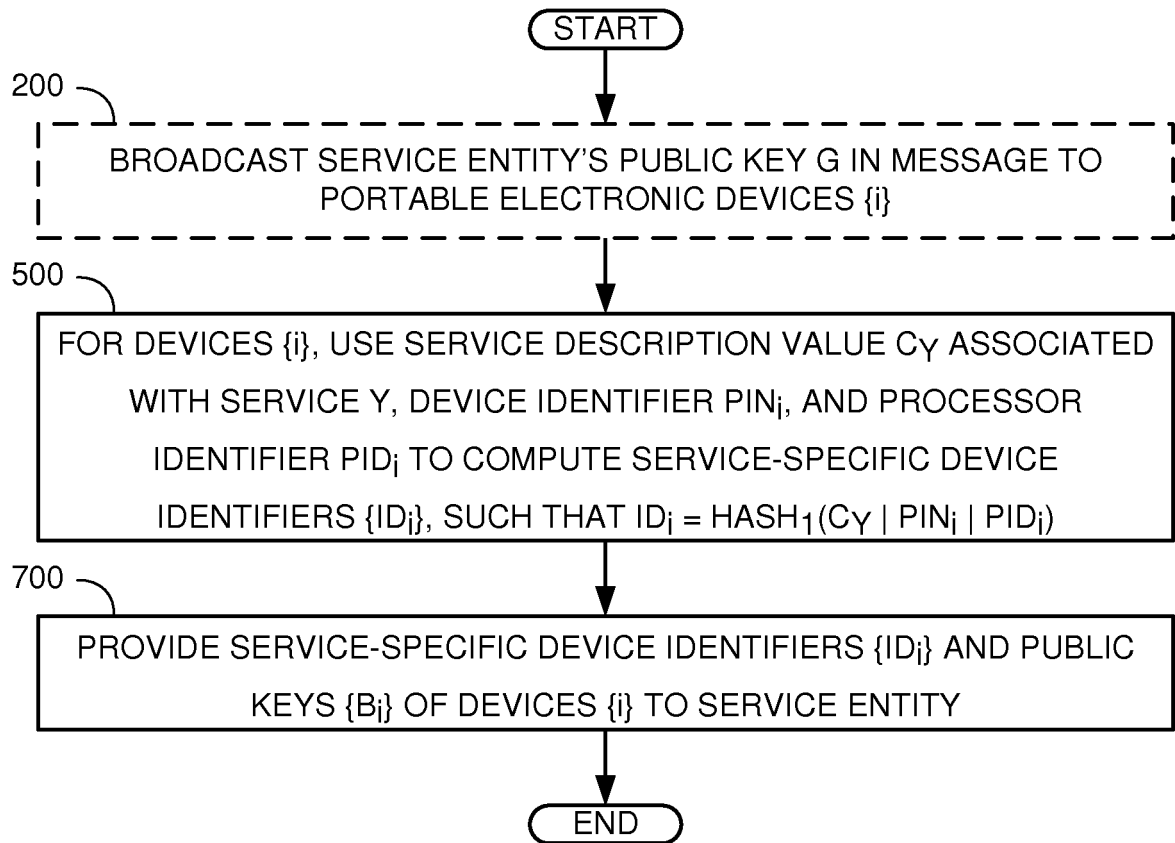 START
200
BROADCAST SERVICE ENTITY'S PUBLIC KEY G IN MESSAGE TO
PORTABLE ELECTRONIC DEVICES {i}
500
FOR DEVICES {i}, USE SERVICE DESCRIPTION VALUE CY ASSOCIATED
WITH SERVICE Y, DEVICE IDENTIFIER PINi, AND PROCESSOR
IDENTIFIER PIDi TO COMPUTE SERVICE-SPECIFIC DEVICE
IDENTIFIERS {IDi}, SUCH THAT IDi = HASH1(CY | PINi | PIDi)
700
PROVIDE SERVICE-SPECIFIC DEVICE IDENTIFIERS {IDi} AND PUBLIC
KEYS {Bi} OF DEVICES {i} TO SERVICE ENTITY
END